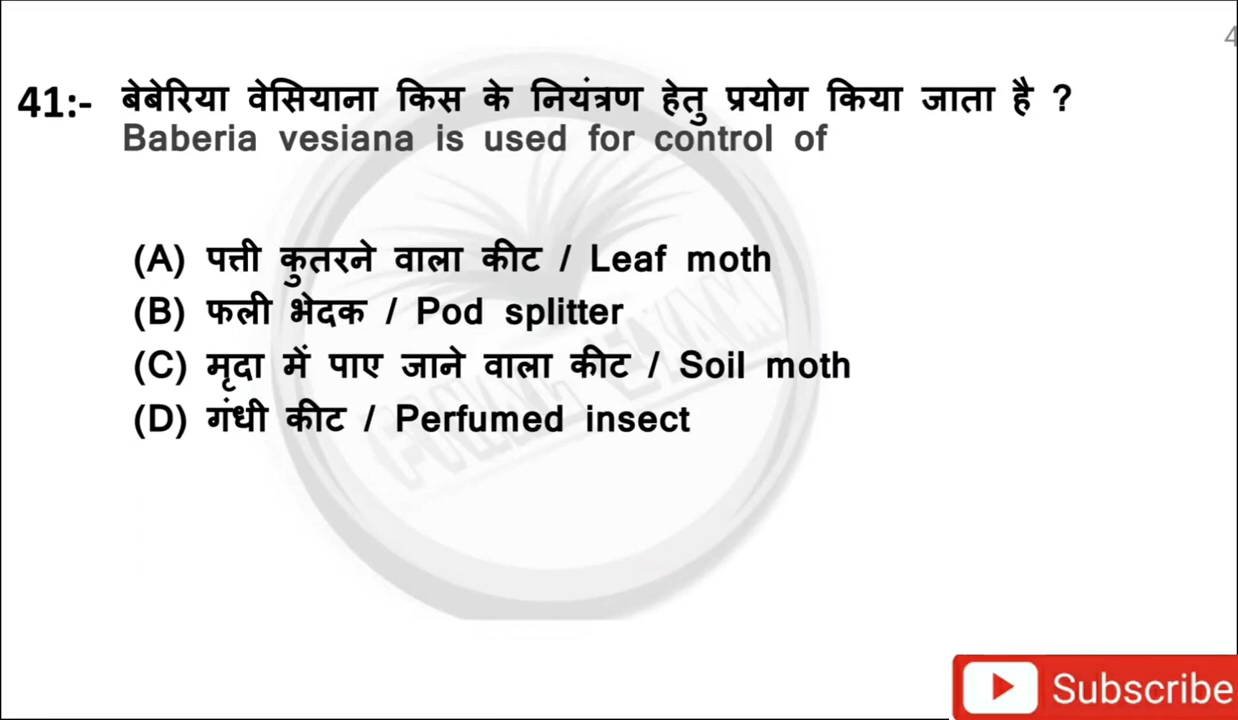 4
41:- बेबेरिया वेसियाना किस के नियंत्रण हेतु प्रयोग किया जाता है ?
Baberia vesiana is used for control of
(A) पत्ती कुतरने वाला कीट / Leaf moth
(B) फली भेदक / Pod splitter
(C) मृदा में पाए जाने वाला कीट / Soil moth
(D) गंधी कीट / Perfumed insect
Subscribe